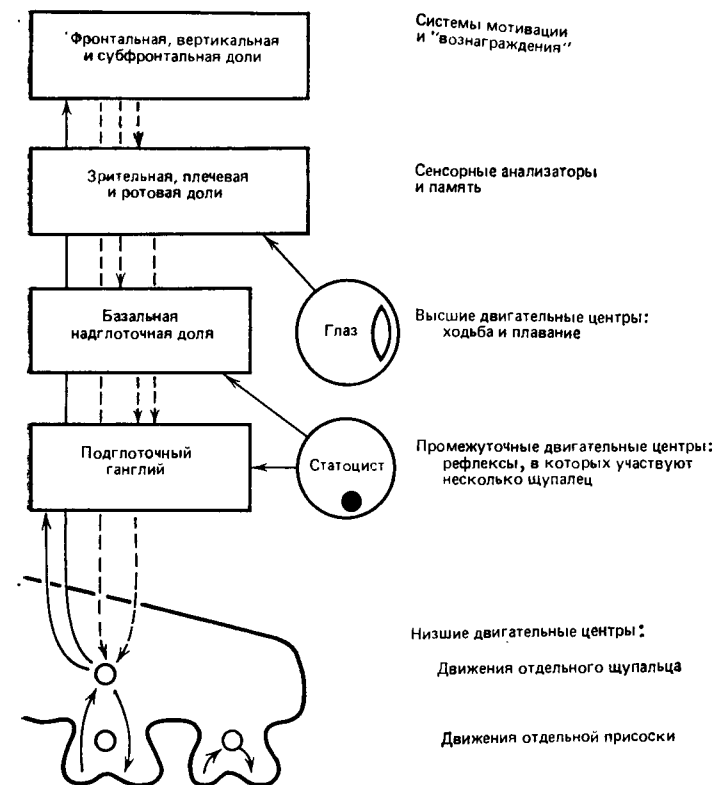 Фронтальная, вертикальная
и субфронтальная доли
Системы мотивации
и "вознаграждения"
Зрительная, плечевая
и ротовая доли
Сенсорные анализаторы
и память
Базальная
надглоточная доля
Глаз
Высшие двигательные центры:
ходьба и плавание
Подглоточный
ганглий
Статоцист
Промежуточные двигательные центры:
рефлексы, в которых участвуют
несколько щупалец
Низшие двигательные центры:
Движения отдельного щупальца
Движения отдельной присоски